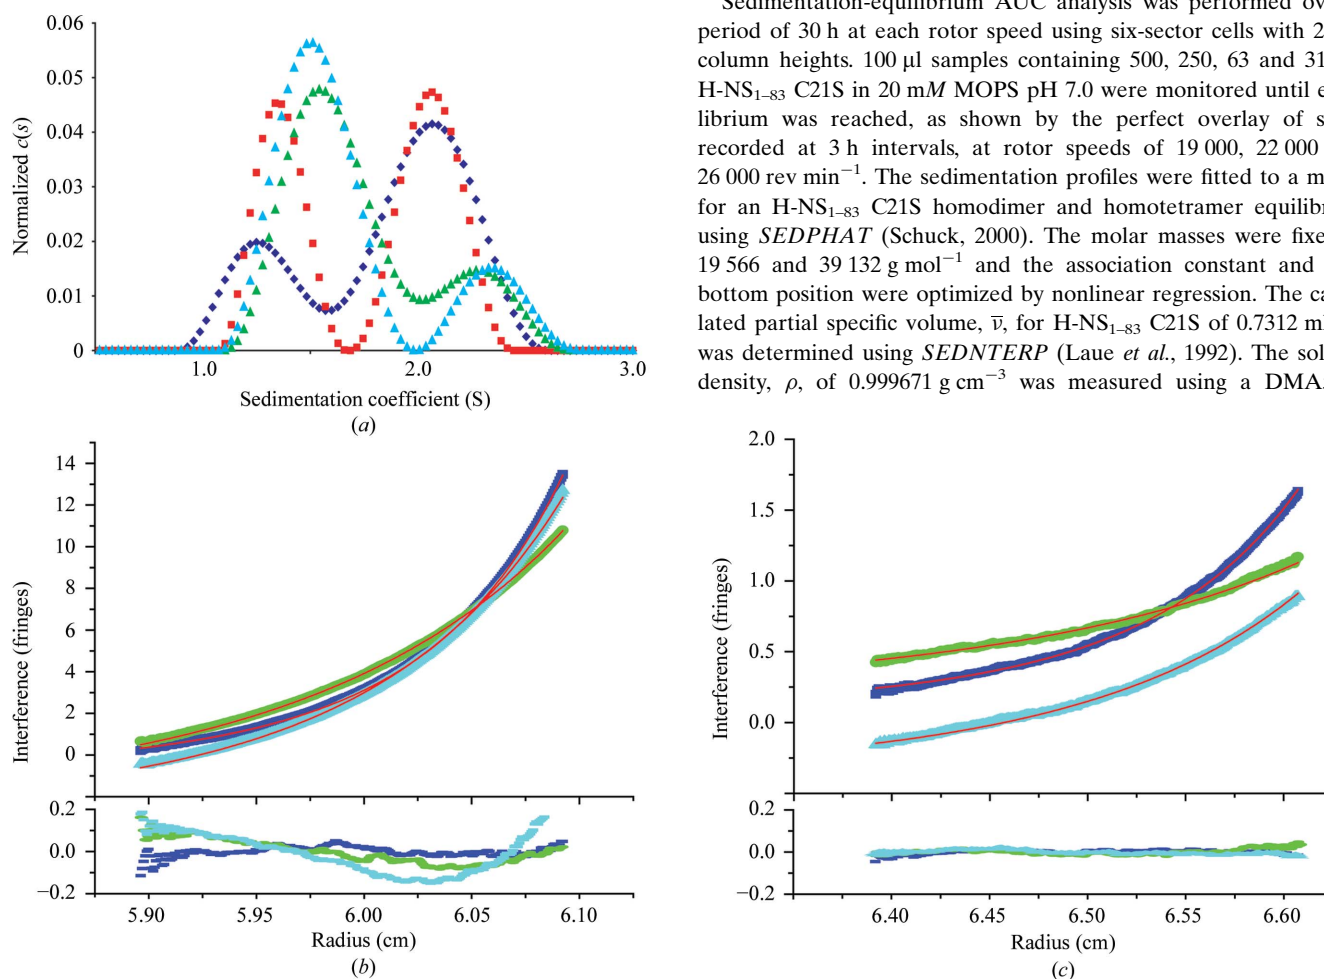 Sedimentation-equilibrium AUC analysis was performed
period of 30 h at each rotor speed using six-sector cells with
column heights. 100 μl samples containing 500, 250, 63 and 31
H-NS₁₋₈₃ C21S in 20 mM MOPS pH 7.0 were monitored until
librium was reached, as shown by the perfect overlay of
recorded at 3 h intervals, at rotor speeds of 19 000, 22 000
26 000 rev min⁻¹. The sedimentation profiles were fitted to a
for an H-NS₁₋₈₃ C21S homodimer and homotetramer
using SEDPHAT (Schuck, 2000). The molar masses were
19 566 and 39 132 g mol⁻¹ and the association constant and
bottom position were optimized by nonlinear regression. The
lated partial specific volume, ν̅, for H-NS₁₋₈₃ C21S of 0.7312
was determined using SEDNTERP (Laue et al., 1992). The
density, ρ, of 0.999671 g cm⁻³ was measured using a
0.06
0.05
0.04
0.03
0.02
0.01
0
Normalized c(s)
1.0 2.0 3.0
Sedimentation coefficient (S)
(a)
14
12
10
8
6
4
2
0
Interference (fringes)
0.2
0.0
−0.2
5.90 5.95 6.00 6.05 6.10
Radius (cm)
(b)
2.0
1.5
1.0
0.5
0.0
Interference (fringes)
0.2
0.0
−0.2
6.40 6.45 6.50 6.55 6.60
Radius (cm)
(c)